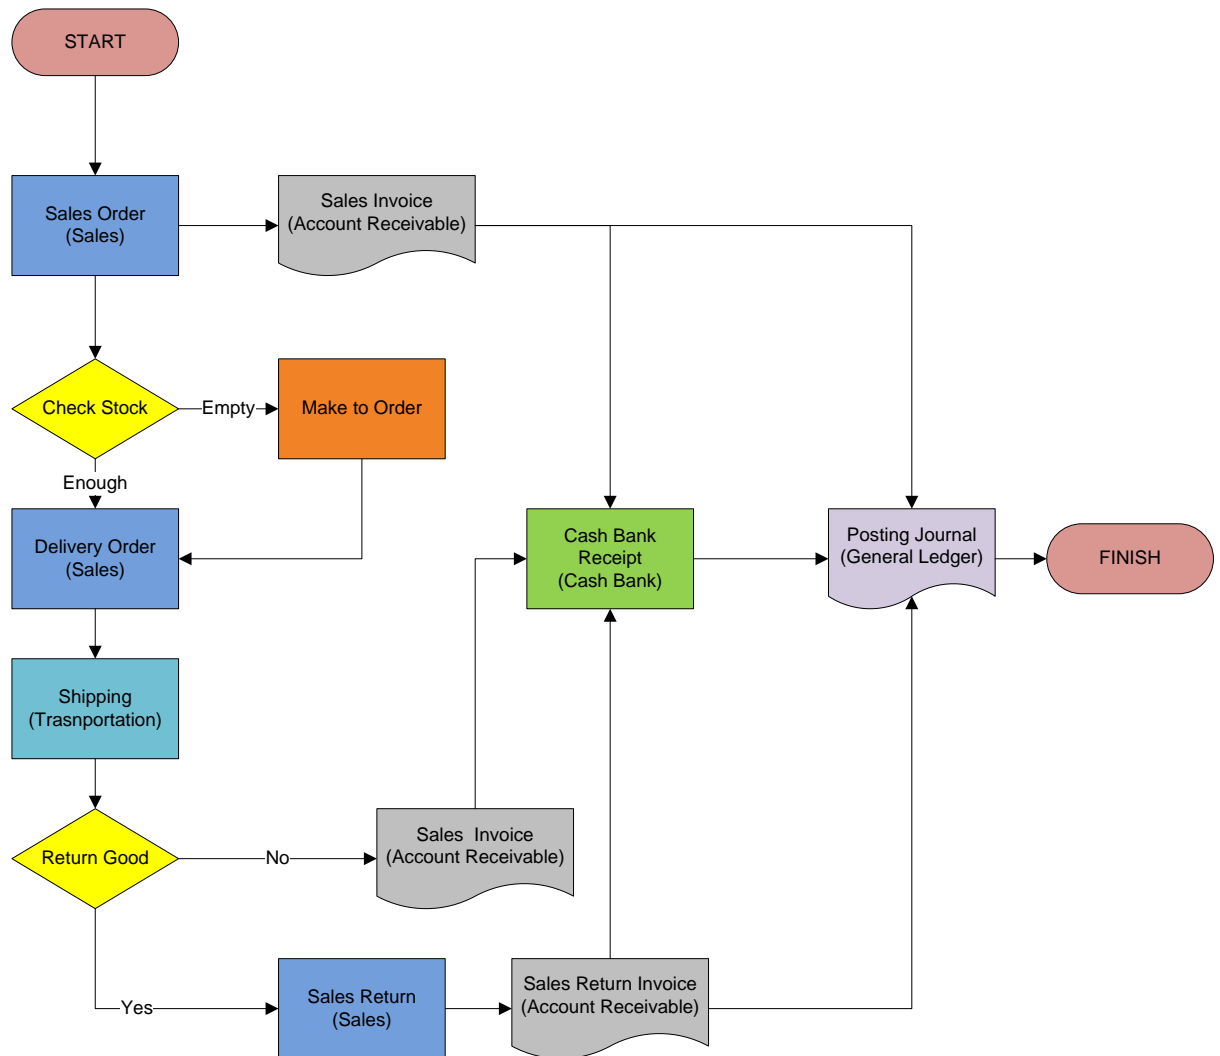 START
Sales Order
(Sales)
Sales Invoice
(Account Receivable)
Check Stock
Empty
Make to Order
Enough
Delivery Order
(Sales)
Cash Bank
Receipt
(Cash Bank)
Posting Journal
(General Ledger)
FINISH
Shipping
(Trasnportation)
Return Good
No
Sales Invoice
(Account Receivable)
Yes
Sales Return
(Sales)
Sales Return Invoice
(Account Receivable)